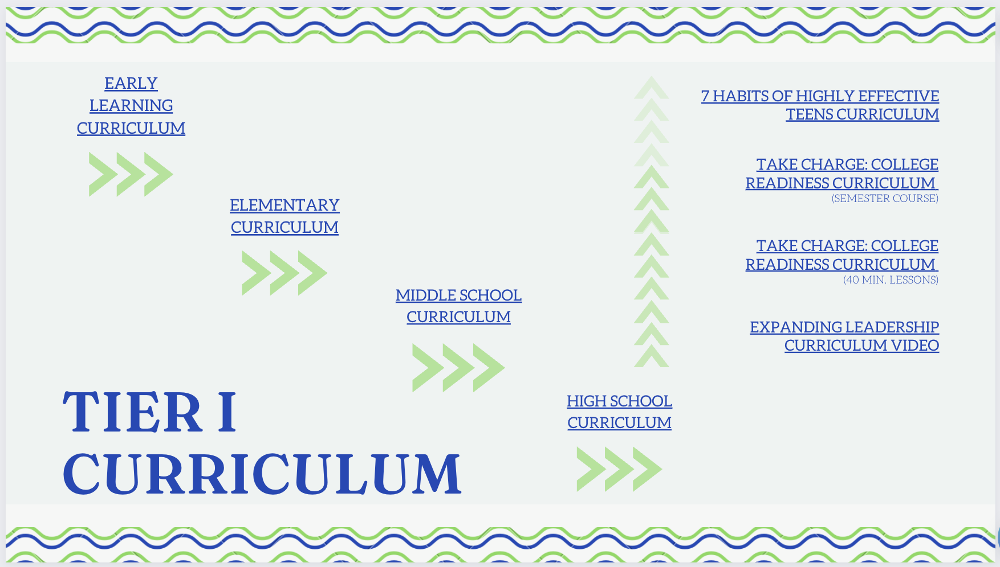 EARLY
LEARNING
CURRICULUM
ELEMENTARY
CURRICULUM
MIDDLE SCHOOL
CURRICULUM
HIGH SCHOOL
CURRICULUM
7 HABITS OF HIGHLY EFFECTIVE
TEENS CURRICULUM
TAKE CHARGE: COLLEGE
READINESS CURRICULUM
(SEMESTER COURSE)
TAKE CHARGE: COLLEGE
READINESS CURRICULUM
(40 MIN. LESSONS)
EXPANDING LEADERSHIP
CURRICULUM VIDEO
TIER I
CURRICULUM